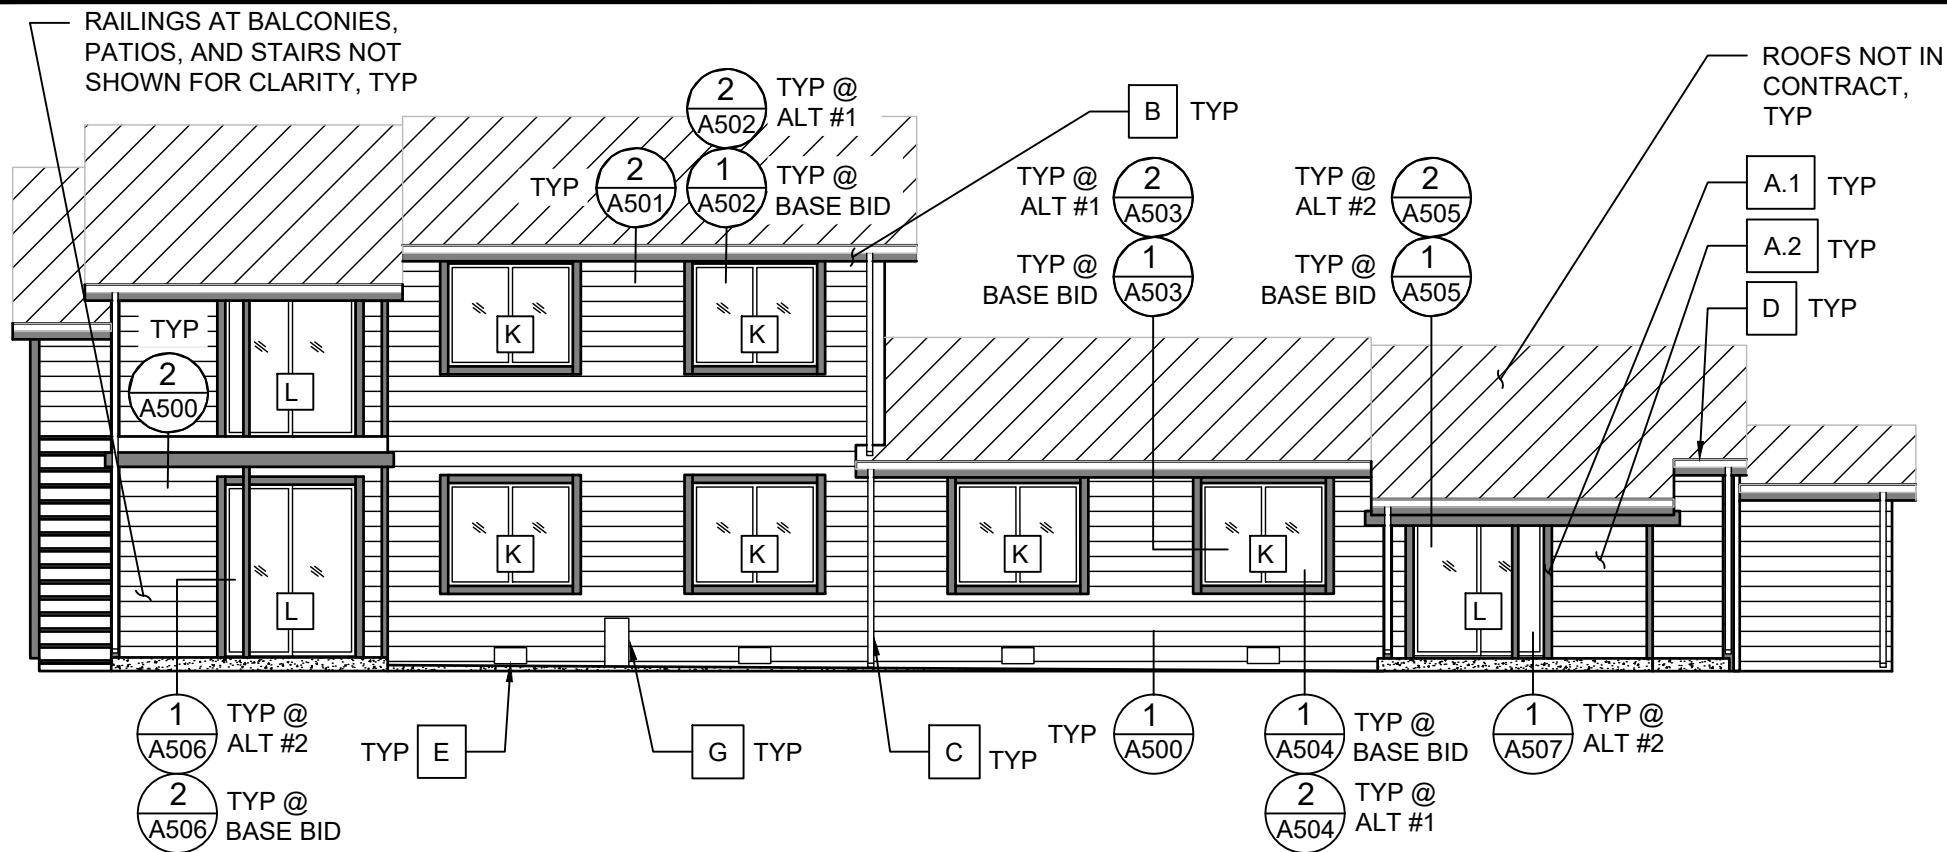 RAILINGS AT BALCONIES,
PATIOS, AND STAIRS NOT
SHOWN FOR CLARITY, TYP
2
A502
TYP @
ALT #1
B TYP
ROOFS NOT IN
CONTRACT,
TYP
TYP
2
A501
1
A502
TYP @
BASE BID
TYP @
ALT #1
2
A503
TYP @
ALT #2
2
A505
A.1 TYP
A.2 TYP
TYP @
BASE BID
1
A503
TYP @
BASE BID
1
A505
D TYP
TYP
2
A500
L
K
K
L
K
K
K
K
L
1
A506
TYP @
ALT #2
2
A506
TYP @
BASE BID
TYP E
G TYP
C TYP
TYP
1
A500
1
A504
TYP @
BASE BID
2
A504
TYP @
ALT #1
1
A507
TYP @
ALT #2